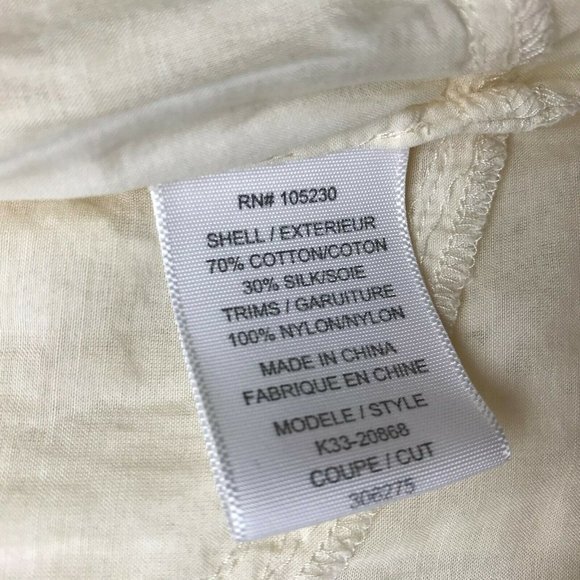 RN# 105230
SHELL / EXTERIEUR
70% COTTON/COTON
30% SILK/SOIE
TRIMS / GARUITURE
100% NYLON/NYLON
MADE IN CHINA
FABRIQUE EN CHINE
MODELE / STYLE
K33-20868
COUPE / CUT
306275